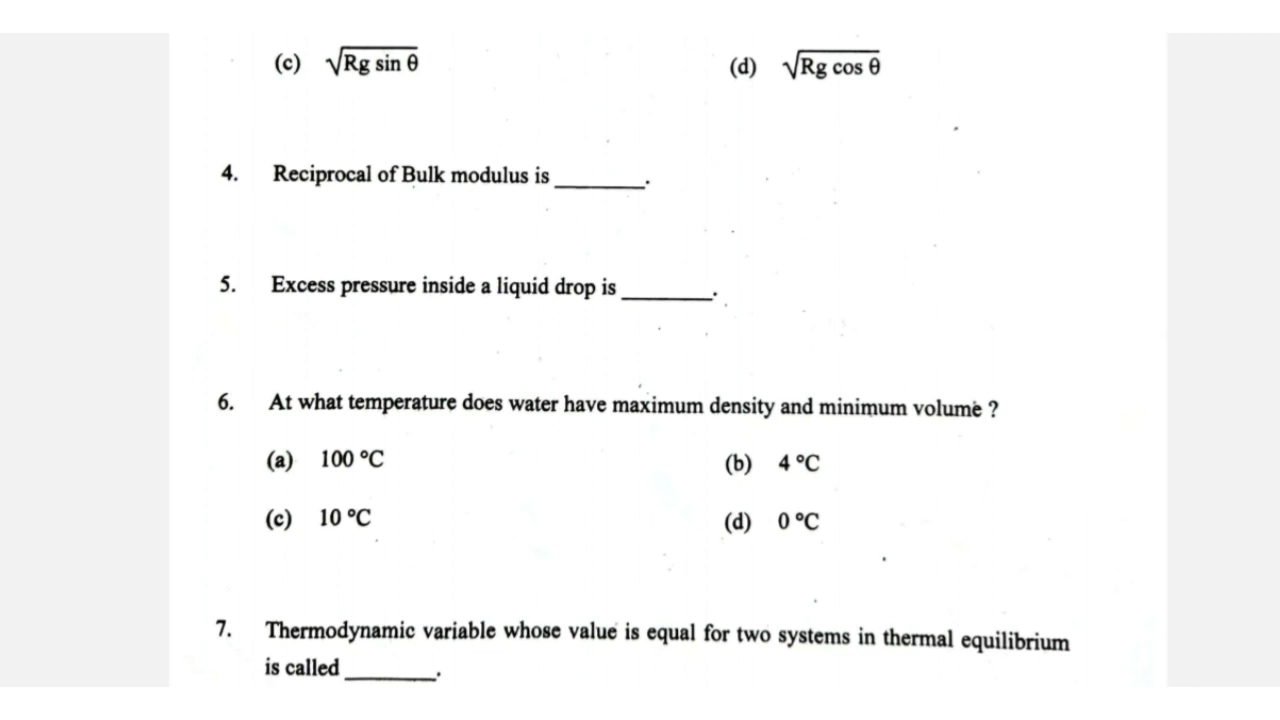 (c) √Rg sin θ (d) √Rg cos θ
4. Reciprocal of Bulk modulus is ________.
5. Excess pressure inside a liquid drop is ________.
6. At what temperature does water have maximum density and minimum volume ?
(a) 100 °C (b) 4 °C
(c) 10 °C (d) 0 °C
7. Thermodynamic variable whose value is equal for two systems in thermal equilibrium
is called ________.